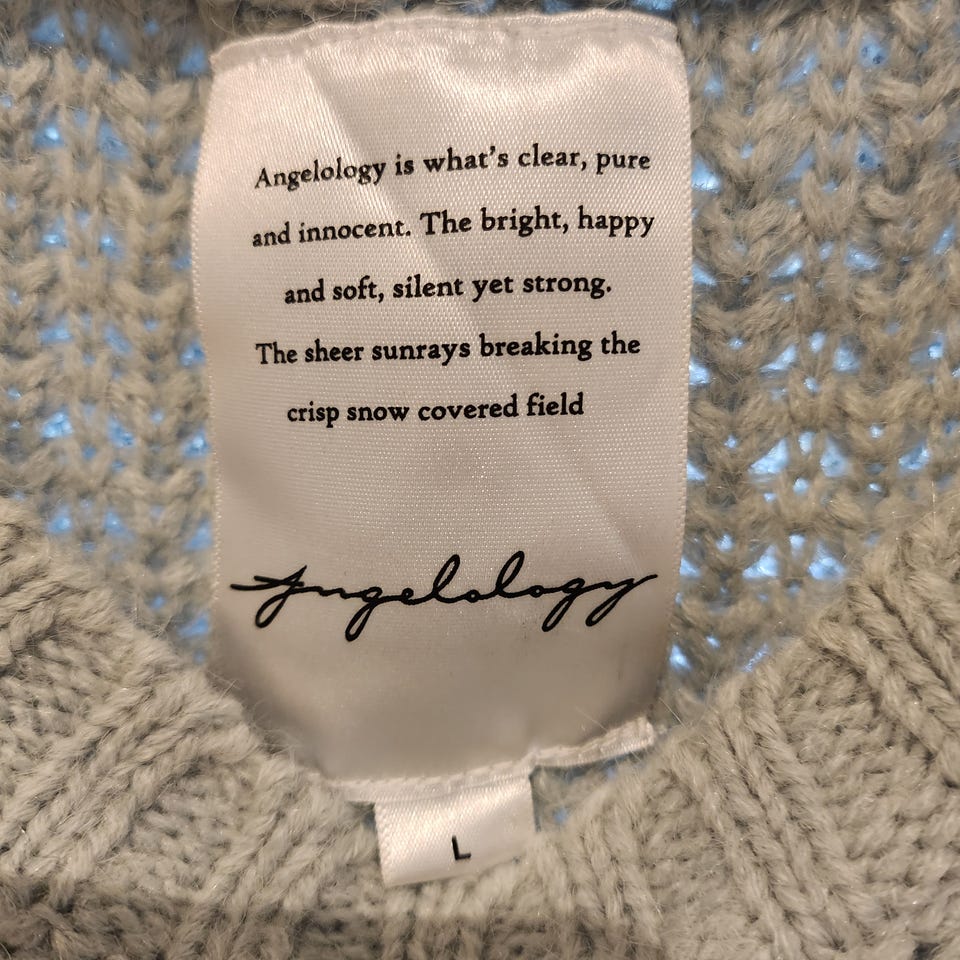 Angelology is what's clear, pure
and innocent. The bright, happy
and soft, silent yet strong.
The sheer sunrays breaking the
crisp snow covered field
Angelology
L